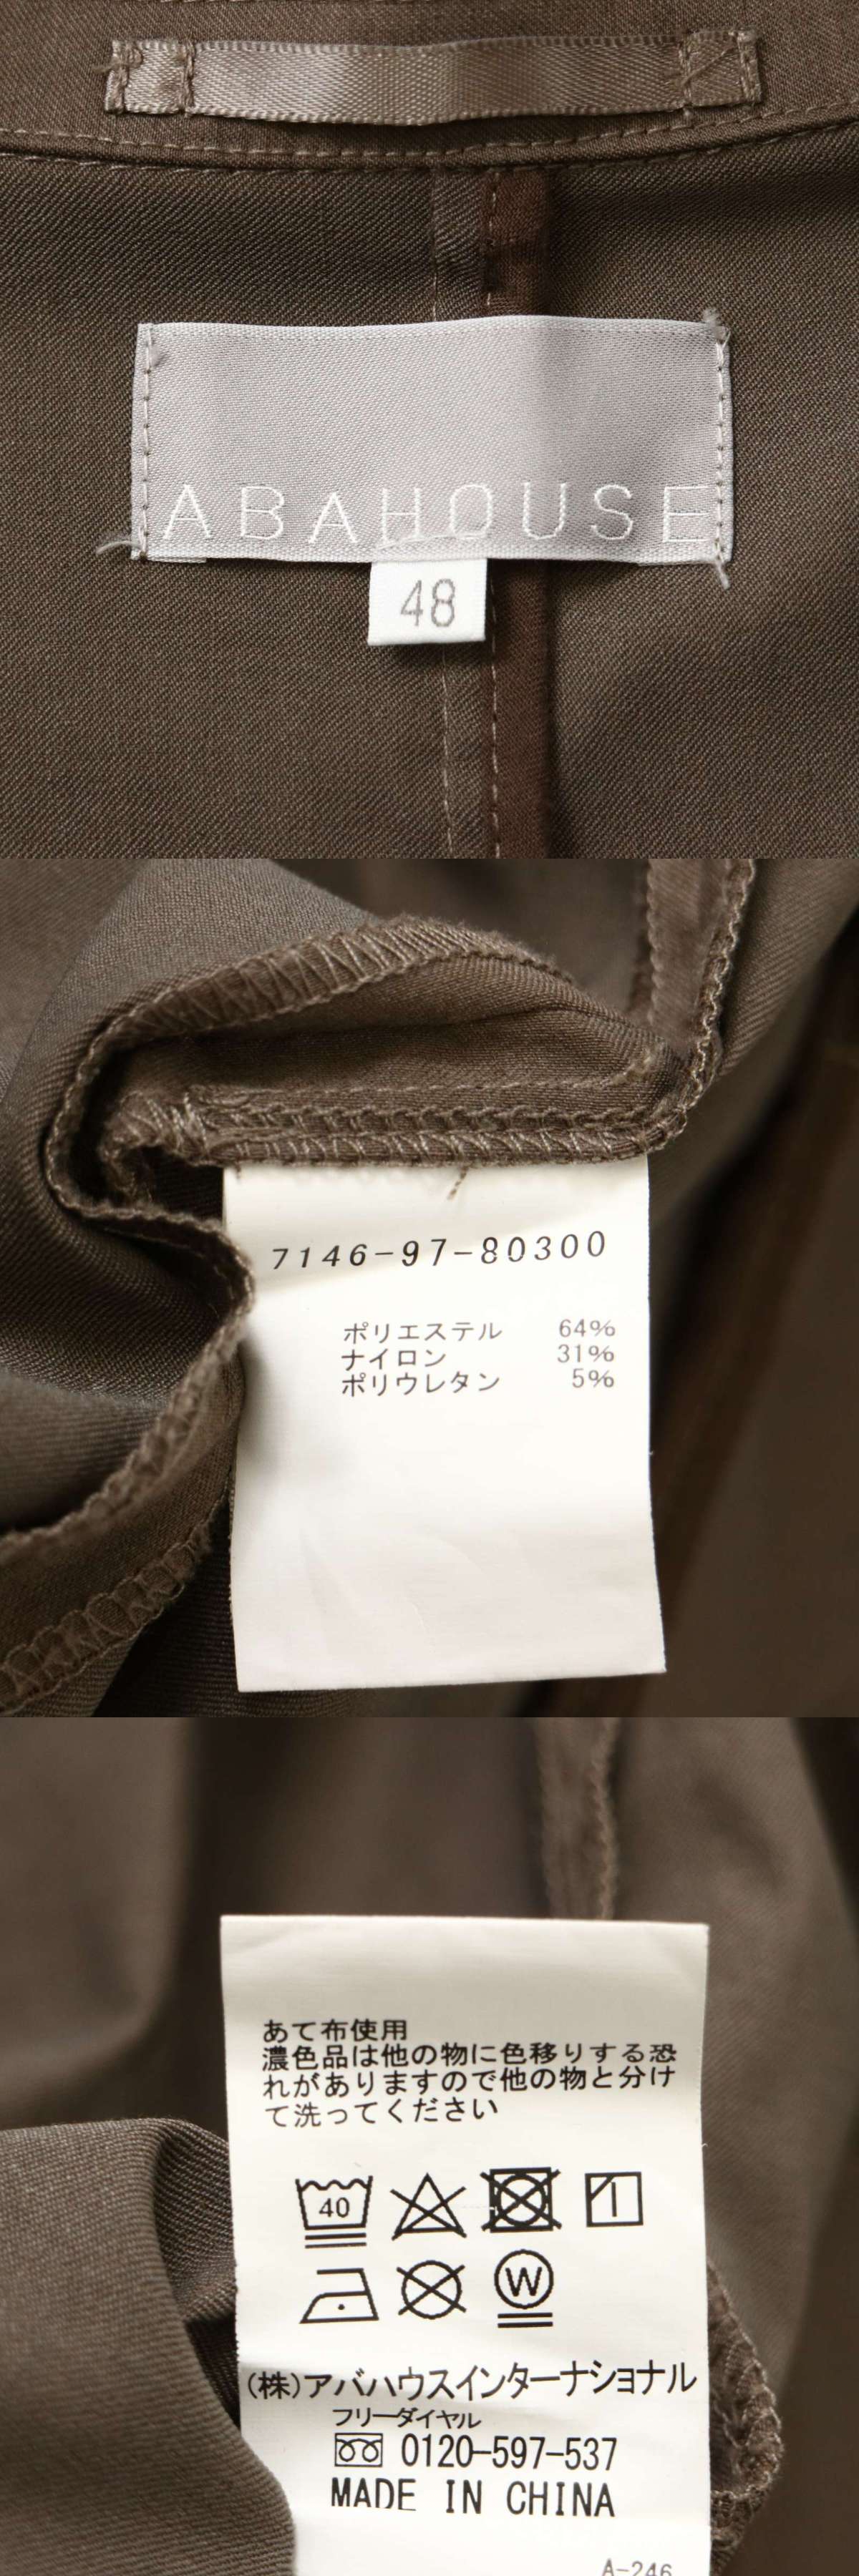 ABAHOUSE
48
7146-97-80300
ポリエステル 64%
ナイロン 31%
ポリウレタン 5%
あて布使用
濃色品は他の物に色移りする恐
れがありますので他の物と分け
て洗ってください
40
W
(株)アバハウスインターナショナル
フリーダイヤル
0120-597-537
MADE IN CHINA
A-246